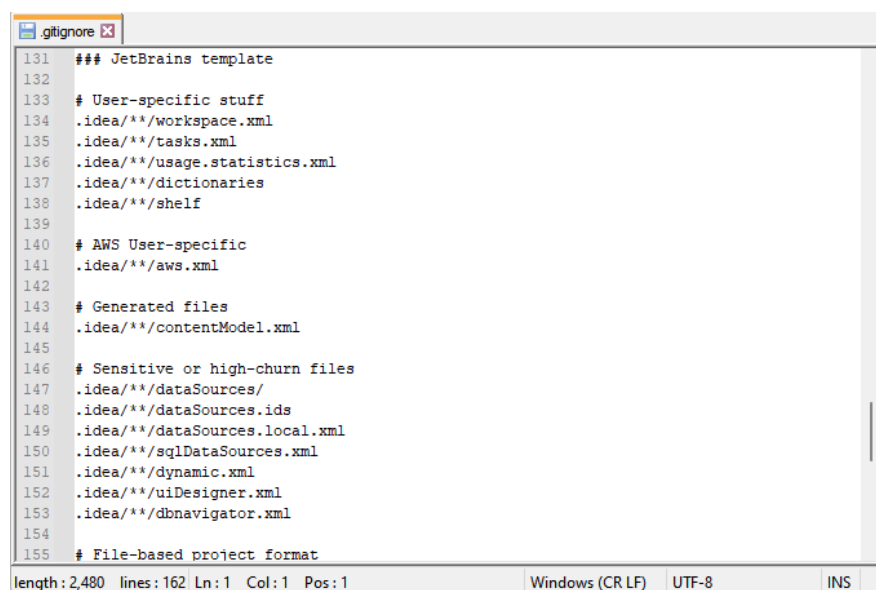 .gitignore
131 ### JetBrains template
132
133 # User-specific stuff
134 .idea/**/workspace.xml
135 .idea/**/tasks.xml
136 .idea/**/usage.statistics.xml
137 .idea/**/dictionaries
138 .idea/**/shelf
139
140 # AWS User-specific
141 .idea/**/aws.xml
142
143 # Generated files
144 .idea/**/contentModel.xml
145
146 # Sensitive or high-churn files
147 .idea/**/dataSources/
148 .idea/**/dataSources.ids
149 .idea/**/dataSources.local.xml
150 .idea/**/sqlDataSources.xml
151 .idea/**/dynamic.xml
152 .idea/**/uiDesigner.xml
153 .idea/**/dbnavigator.xml
154
155 # File-based project format
length : 2,480 lines : 162 Ln : 1 Col : 1 Pos : 1 Windows (CR LF) UTF-8 INS